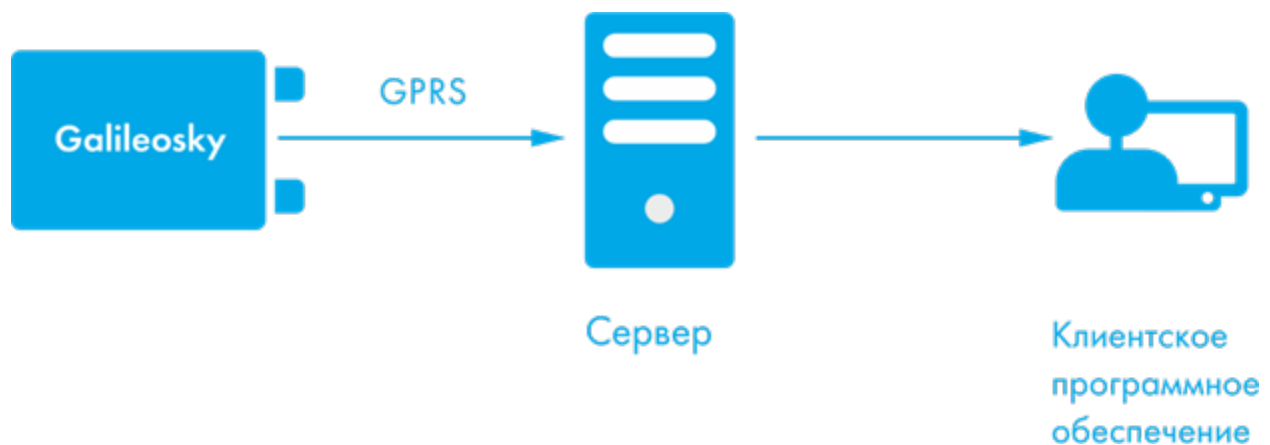 Galileosky
GPRS
Сервер
Клиентское
программное
обеспечение